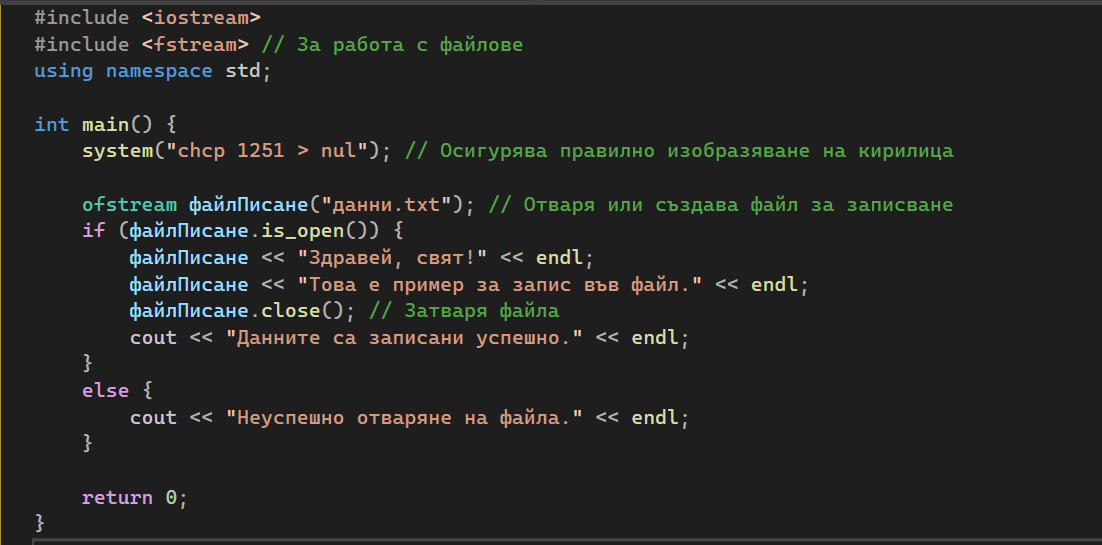 #include <iostream>
#include <fstream> // За работа с файлове
using namespace std;
int main() {
system("chcp 1251 > nul"); // Осигурява правилно изобразяване на кирилица
ofstream файлПисане("данни.txt"); // Отваря или създава файл за записване
if (файлПисане.is_open()) {
файлПисане << "Здравей, свят!" << endl;
файлПисане << "Това е пример за запис във файл." << endl;
файлПисане.close(); // Затваря файла
cout << "Данните са записани успешно." << endl;
}
else {
cout << "Неуспешно отваряне на файла." << endl;
}
return 0;
}